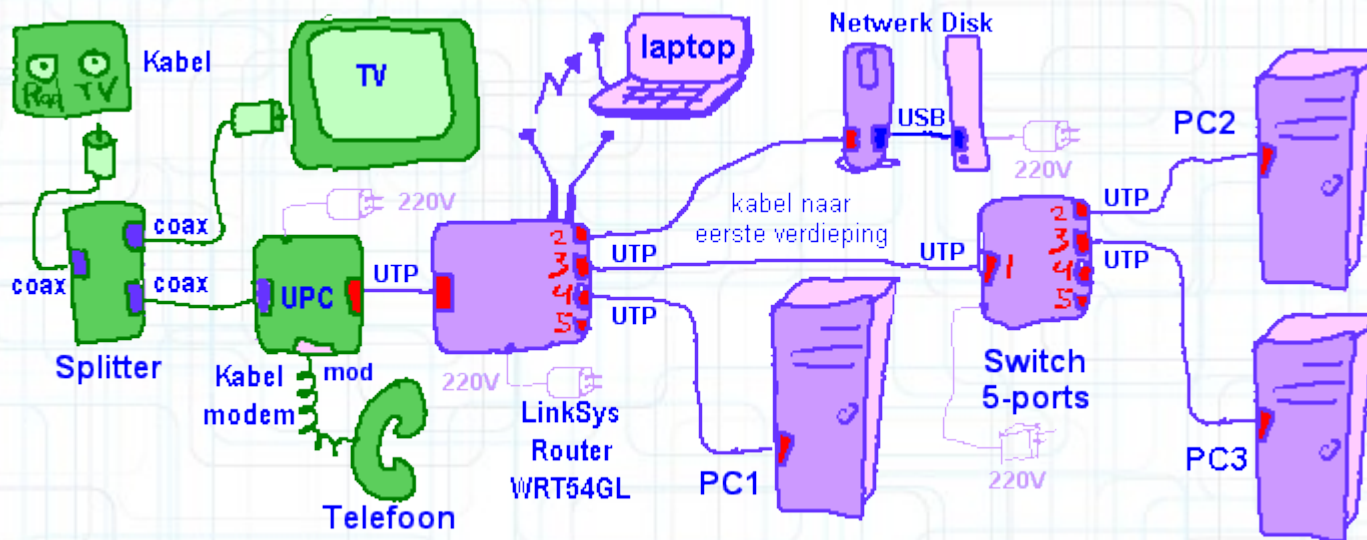 Kabel
Raq TV
TV
laptop
Netwerk Disk
USB
220V
PC2
coax
220V
kabel naar
eerste verdieping
UTP
2
3
4
5
UTP
UTP
UTP
1
2
3
4
5
UTP
UTP
coax
coax
UPC
UTP
Splitter
Kabel
modem
mod
220V
LinkSys
Router
WRT54GL
PC1
Switch
5-ports
220V
PC3
Telefoon